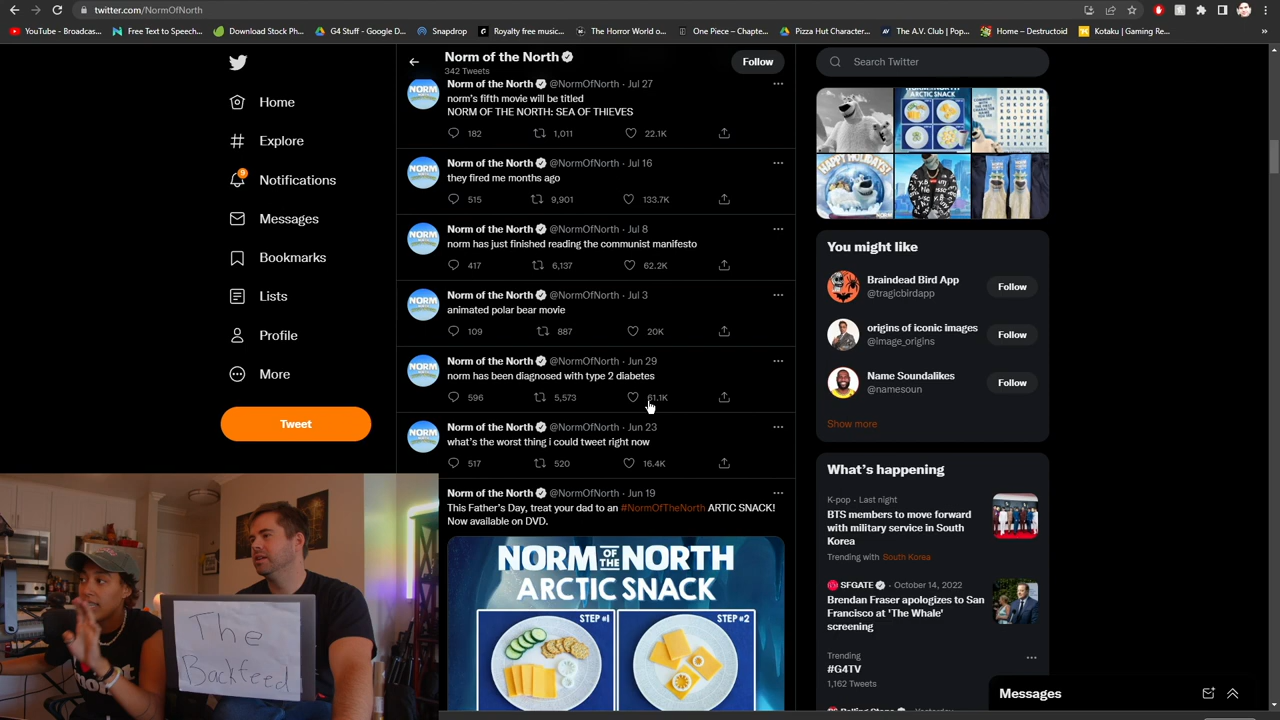 twitter.com/NormOfNorth
YouTube - Broadcas...
Free Text to Speech...
Download Stock Ph...
G4 Stuff - Google D...
Snapdrop
Royalty free music...
The Horror World o...
One Piece – Chapte...
Pizza Hut Character...
The A.V. Club | Pop...
Home – Destructoid
Kotaku | Gaming Re...
Home
Explore
9
Notifications
Messages
Bookmarks
Lists
Profile
More
Tweet
Norm of the North
342 Tweets
Follow
NORM
Norm of the North @NormOfNorth · Jul 27
norm's fifth movie will be titled
NORM OF THE NORTH: SEA OF THIEVES
182 1,011 22.1K
NORM
Norm of the North @NormOfNorth · Jul 16
they fired me months ago
515 9,901 133.7K
NORM
Norm of the North @NormOfNorth · Jul 8
norm has just finished reading the communist manifesto
417 6,137 62.2K
NORM
Norm of the North @NormOfNorth · Jul 3
animated polar bear movie
109 887 20K
NORM
Norm of the North @NormOfNorth · Jun 29
norm has been diagnosed with type 2 diabetes
596 5,573 61.1K
NORM
Norm of the North @NormOfNorth · Jun 23
what's the worst thing i could tweet right now
517 520 16.4K
Norm of the North @NormOfNorth · Jun 19
This Father's Day, treat your dad to an #NormOfTheNorth ARTIC SNACK!
Now available on DVD.
NORM OF THE NORTH
ARCTIC SNACK
STEP #1
STEP #2
Search Twitter
ARCTIC SNACK
HAPPY HOLIDAYS!
You might like
Braindead Bird App
@tragicbirdapp
Follow
origins of iconic images
@image_origins
Follow
Name Soundalikes
@namesoun
Follow
Show more
What's happening
K-pop · Last night
BTS members to move forward
with military service in South
Korea
Trending with South Korea
SFGATE · October 14, 2022
Brendan Fraser apologizes to San
Francisco at 'The Whale'
screening
Trending
#G4TV
1,162 Tweets
Messages
The
Backfeed